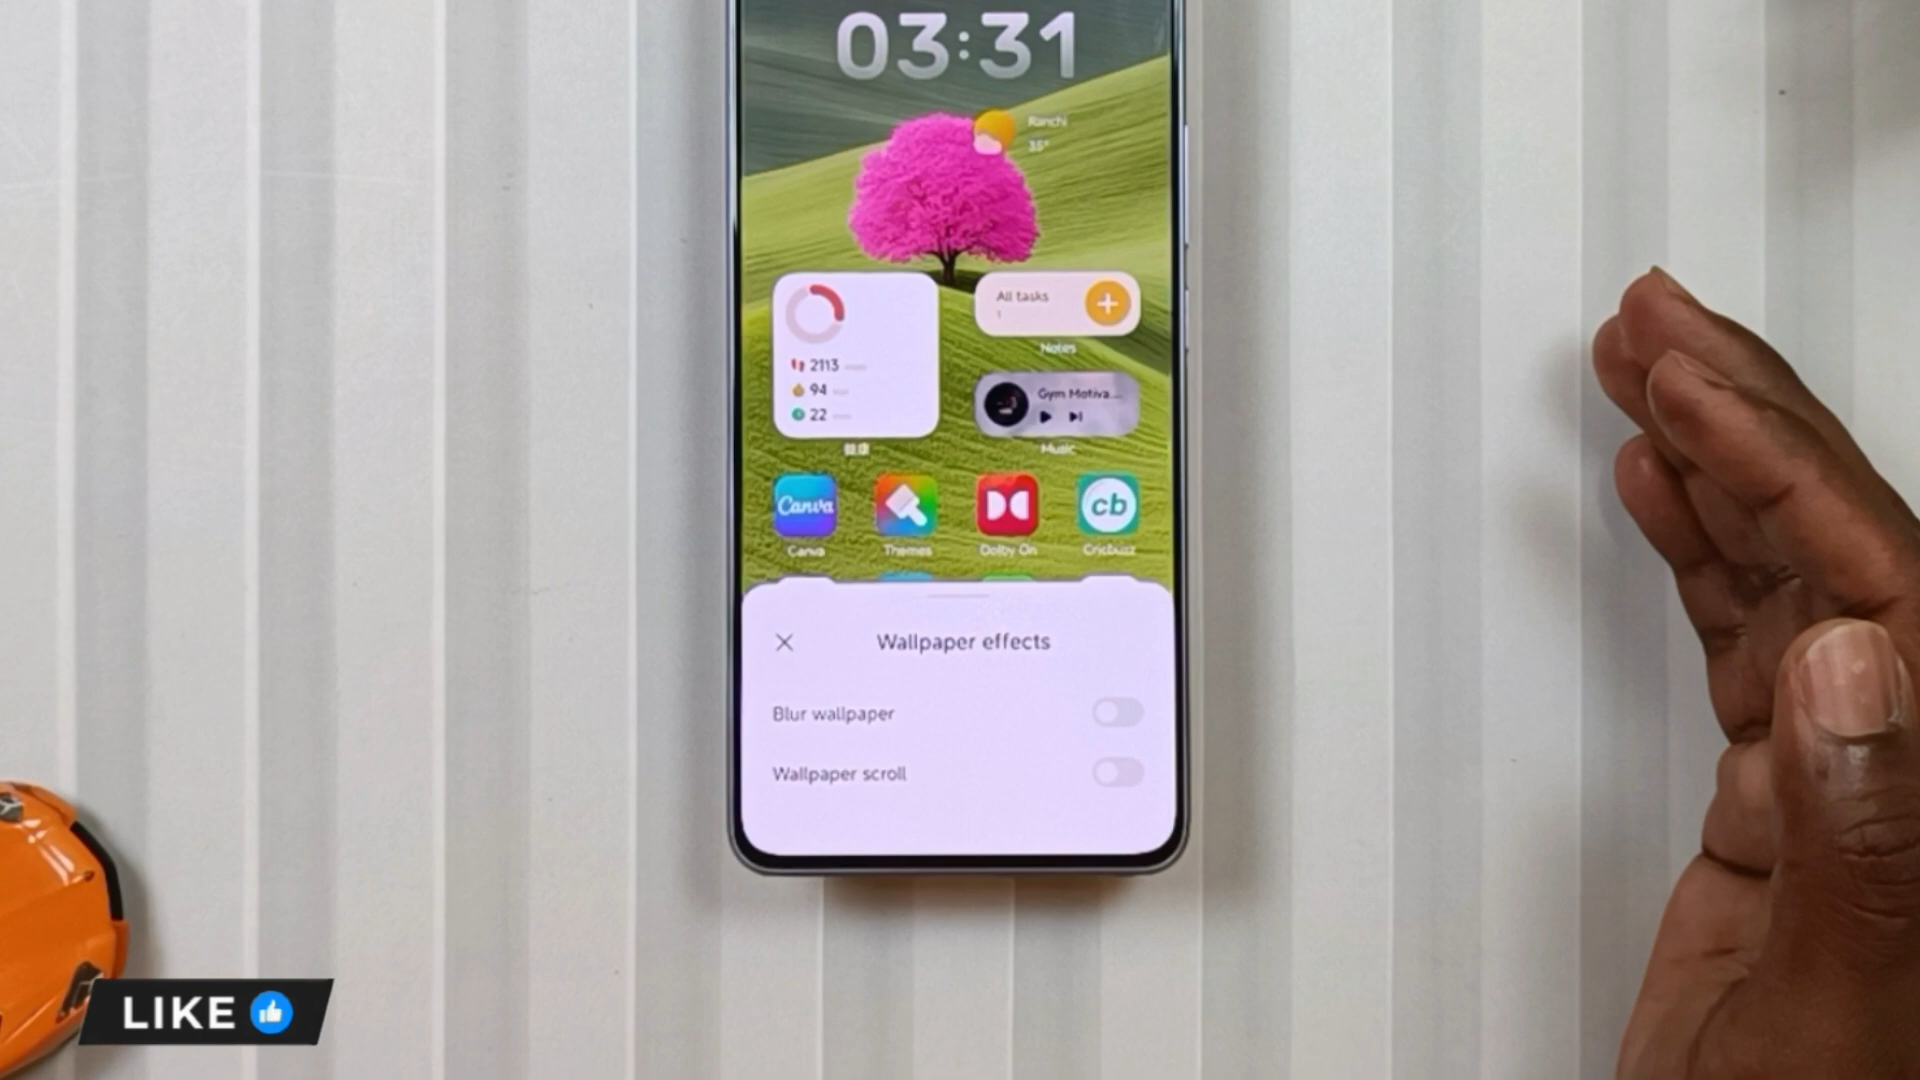 03:31
Ranchi
35°
All tasks
1
Notes
2113
94
22
Gym Motiva...
Music
Canva
cb
Canva
Themes
Dolby On
Cricbuzz
Wallpaper effects
Blur wallpaper
Wallpaper scroll
LIKE